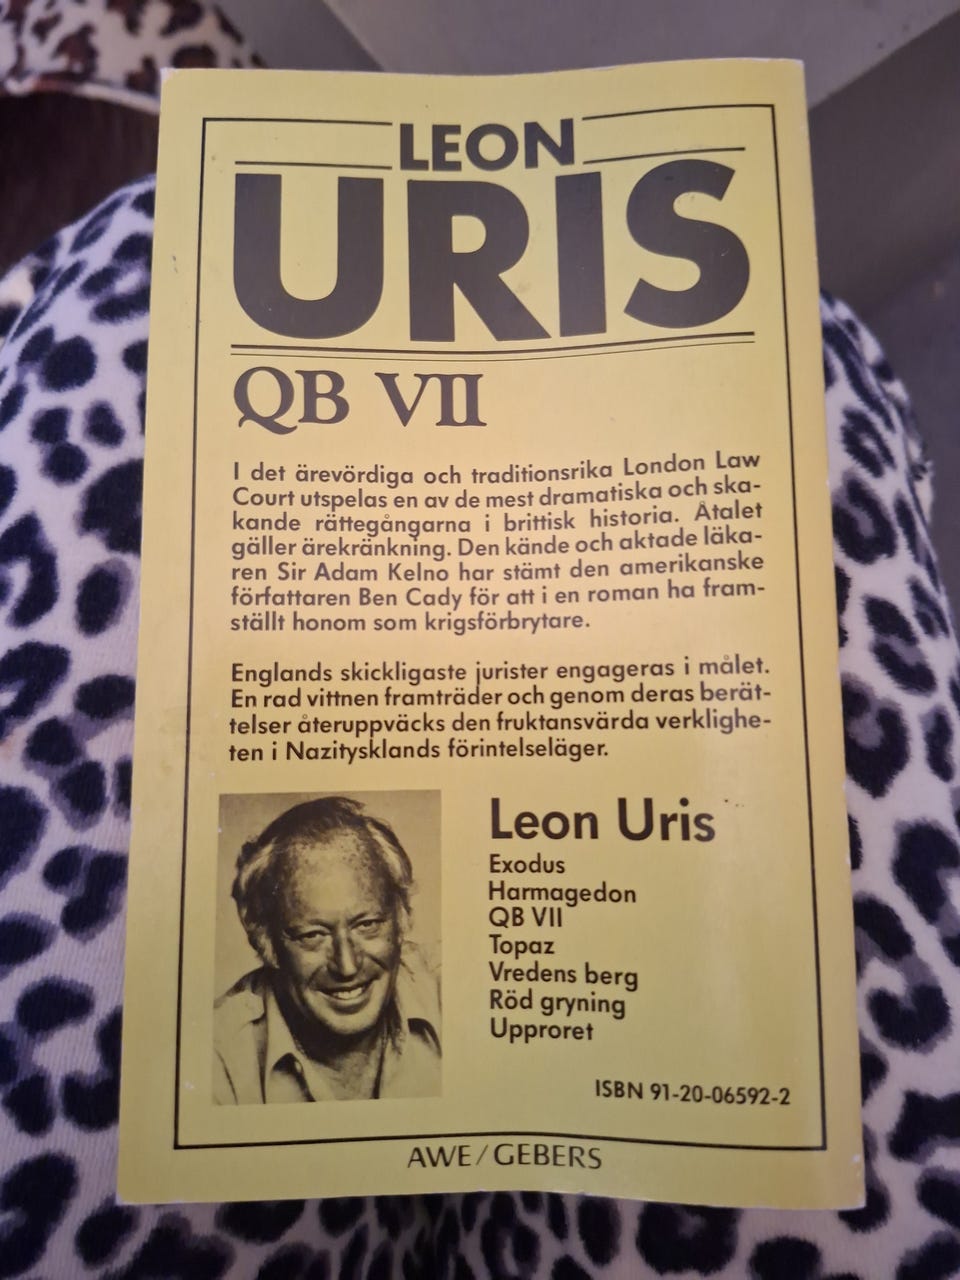 LEON
URIS
QB VII
I det ärevördiga och traditionsrika London Law
Court utspelas en av de mest dramatiska och ska-
kande rättegångarna i brittisk historia. Åtalet
gäller ärekränkning. Den kände och aktade läka-
ren Sir Adam Kelno har stämt den amerikanske
författaren Ben Cady för att i en roman ha fram-
ställt honom som krigsförbrytare.
Englands skickligaste jurister engageras i målet.
En rad vittnen framträder och genom deras berät-
telser återuppväcks den fruktansvärda verklighe-
ten i Nazitysklands förintelseläger.
Leon Uris
Exodus
Harmagedon
QB VII
Topaz
Vredens berg
Röd gryning
Upproret
ISBN 91-20-06592-2
AWE/GEBERS